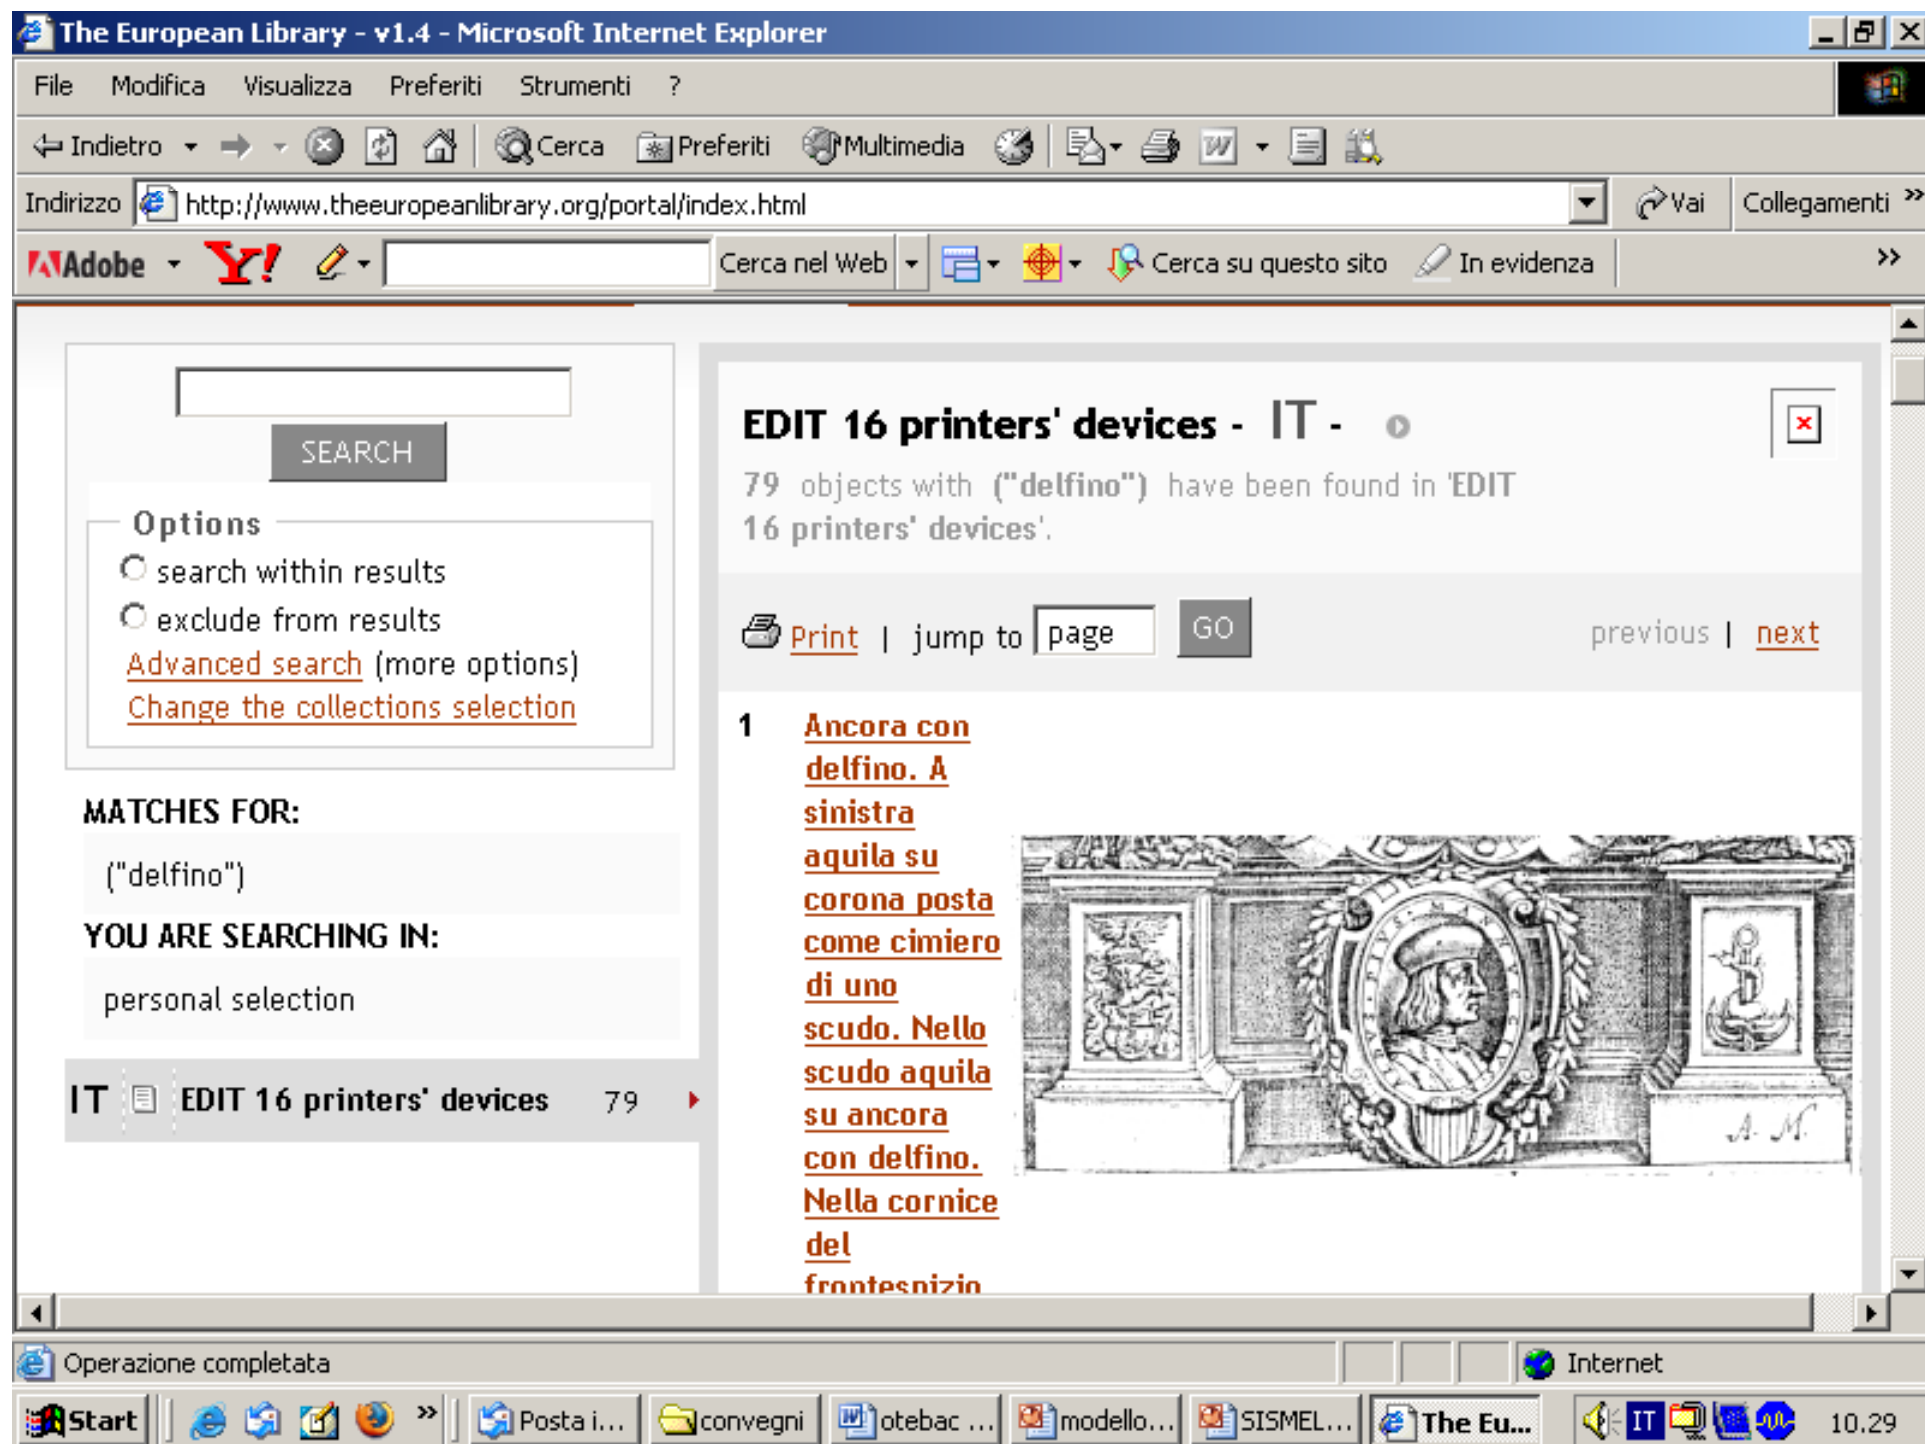 The European Library - v1.4 - Microsoft Internet Explorer
File Modifica Visualizza Preferiti Strumenti ?
Indietro Cerca Preferiti Multimedia
Indirizzo http://www.theeuropeanlibrary.org/portal/index.html Vai Collegamenti »
Adobe Y! Cerca nel Web Cerca su questo sito In evidenza »
SEARCH
Options
search within results
exclude from results
Advanced search (more options)
Change the collections selection
MATCHES FOR:
("delfino")
YOU ARE SEARCHING IN:
personal selection
IT EDIT 16 printers' devices 79
EDIT 16 printers' devices - IT -
79 objects with ("delfino") have been found in 'EDIT
16 printers' devices'.
Print | jump to page GO previous | next
1 Ancora con
delfino. A
sinistra
aquila su
corona posta
come cimiero
di uno
scudo. Nello
scudo aquila
su ancora
con delfino.
Nella cornice
del
frontespizio
A. M.
Operazione completata Internet
Start » Posta i... convegni otebac ... modello... SISMEL... The Eu... IT 10.29